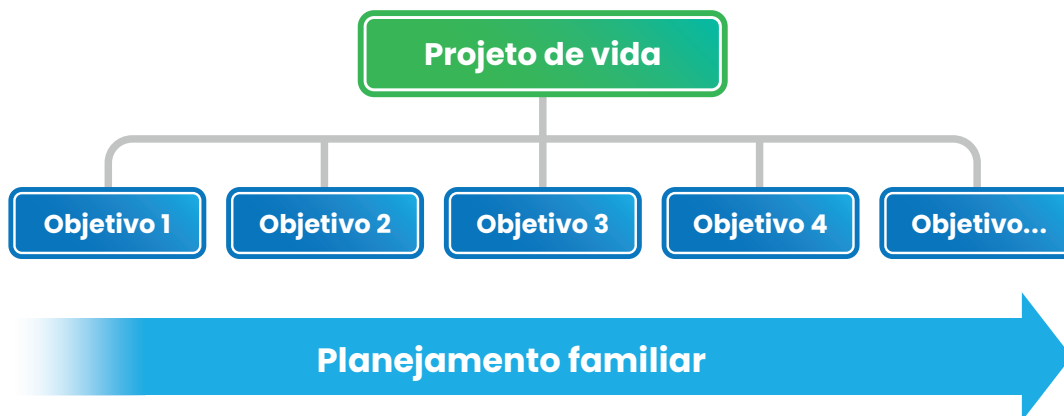 Projeto de vida
Objetivo 1
Objetivo 2
Objetivo 3
Objetivo 4
Objetivo...
Planejamento familiar